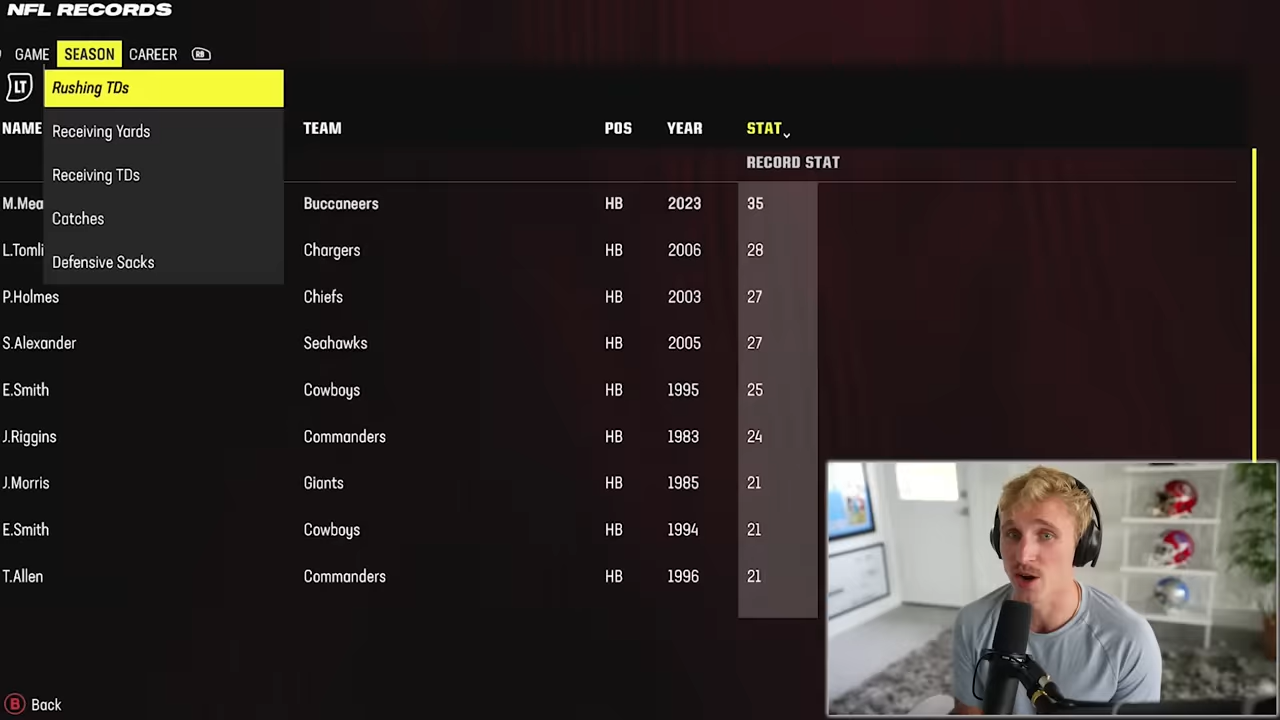 NFL RECORDS
GAME SEASON CAREER RB
LT Rushing TDs
Receiving Yards
Receiving TDs
Catches
Defensive Sacks
NAME TEAM POS YEAR STAT
RECORD STAT
M.Mea Buccaneers HB 2023 35
L.Tomli Chargers HB 2006 28
P.Holmes Chiefs HB 2003 27
S.Alexander Seahawks HB 2005 27
E.Smith Cowboys HB 1995 25
J.Riggins Commanders HB 1983 24
J.Morris Giants HB 1985 21
E.Smith Cowboys HB 1994 21
T.Allen Commanders HB 1996 21
B Back